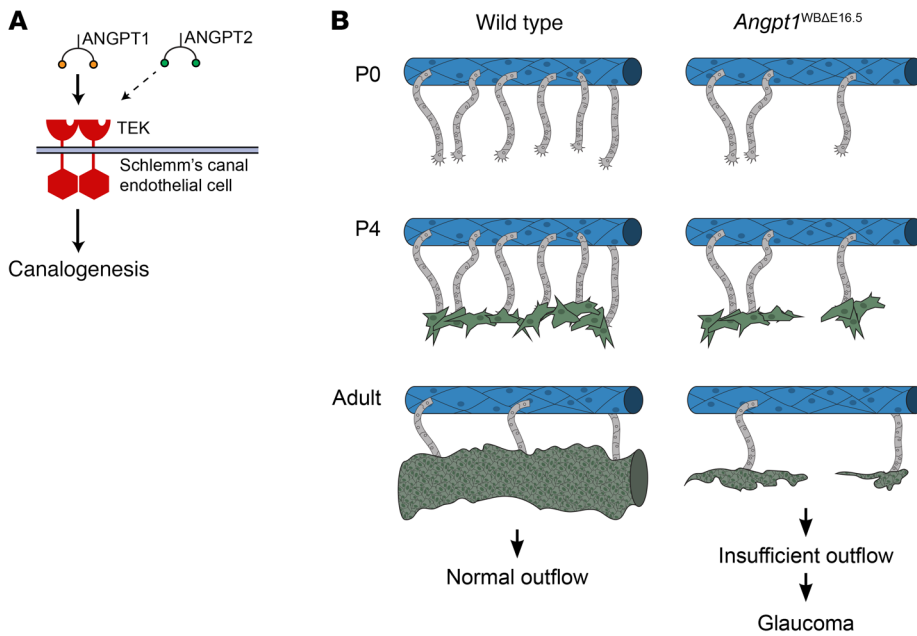 A
ANGPT1
ANGPT2
TEK
Schlemm's canal
endothelial cell
Canalogenesis
B
Wild type
Angpt1WBΔE16.5
P0
P4
Adult
Normal outflow
Insufficient outflow
Glaucoma